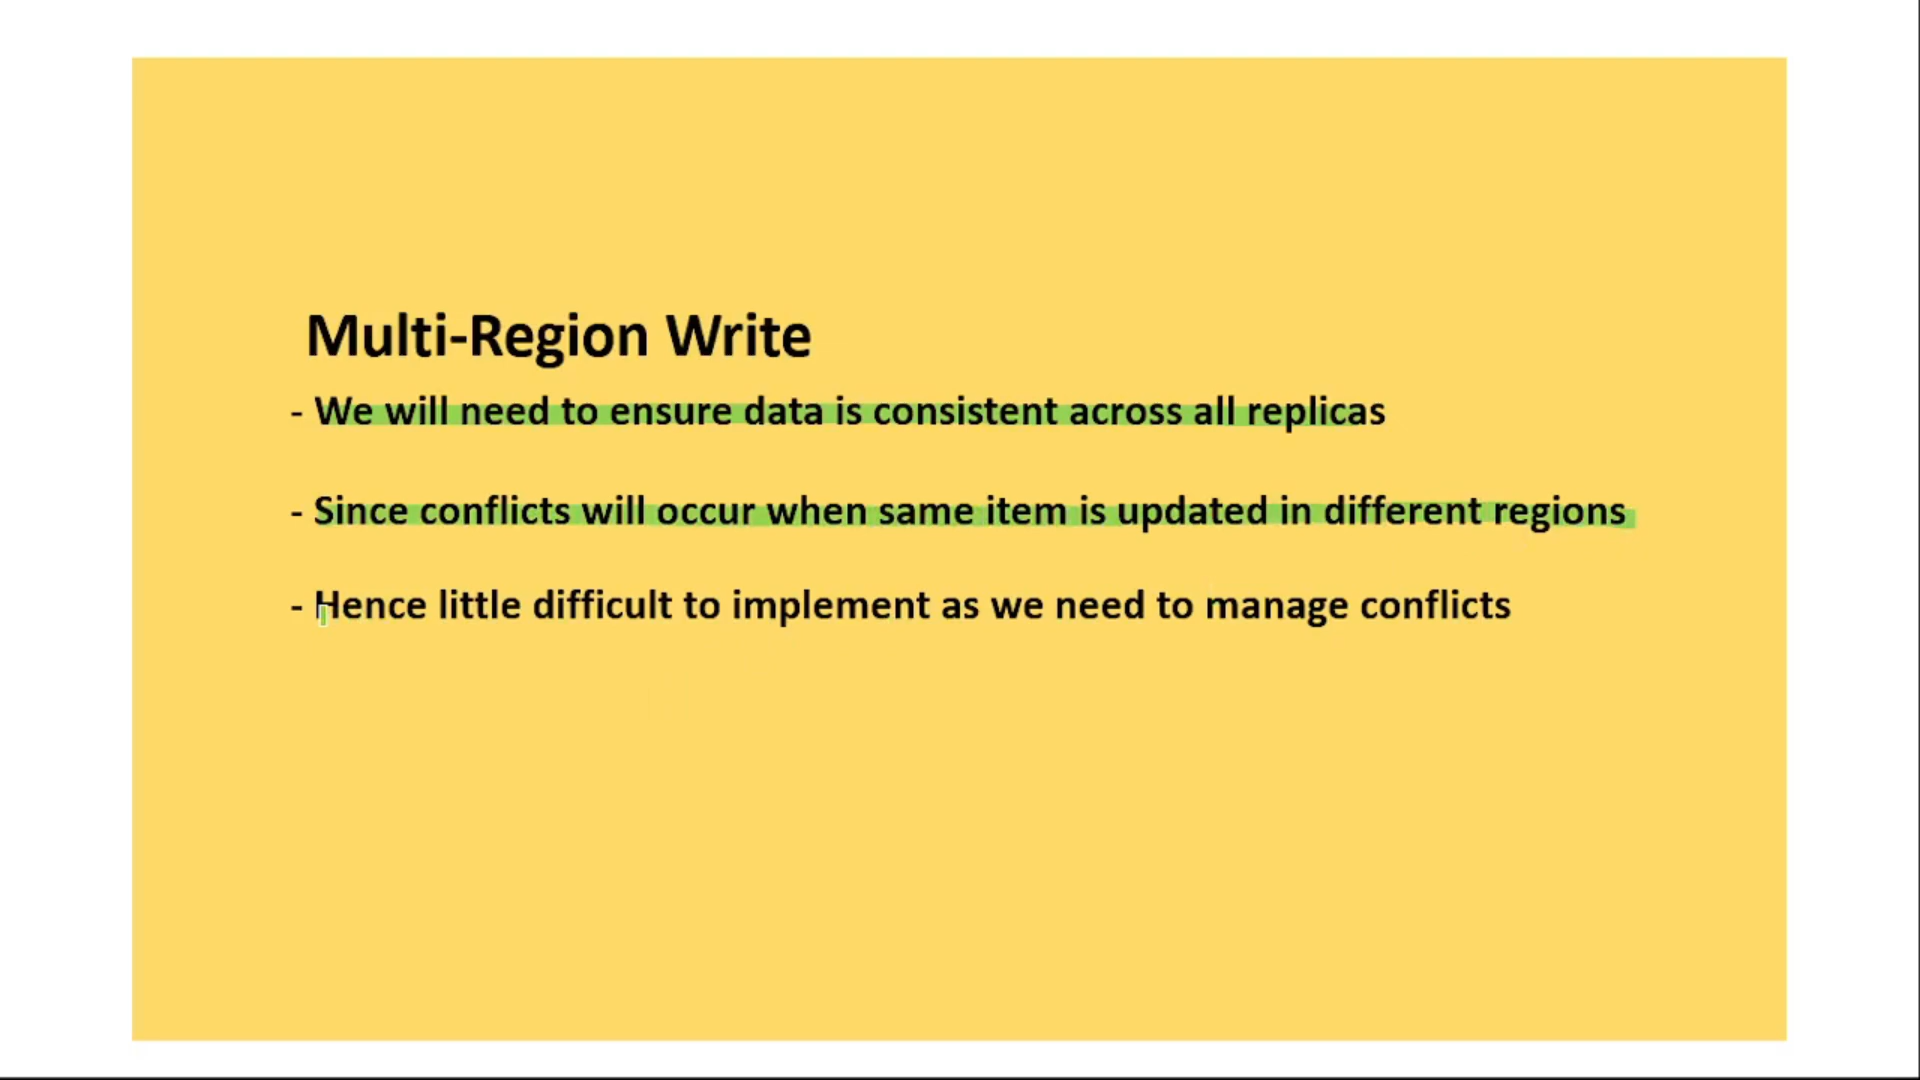 Multi-Region Write
- We will need to ensure data is consistent across all replicas
- Since conflicts will occur when same item is updated in different regions
- Hence little difficult to implement as we need to manage conflicts